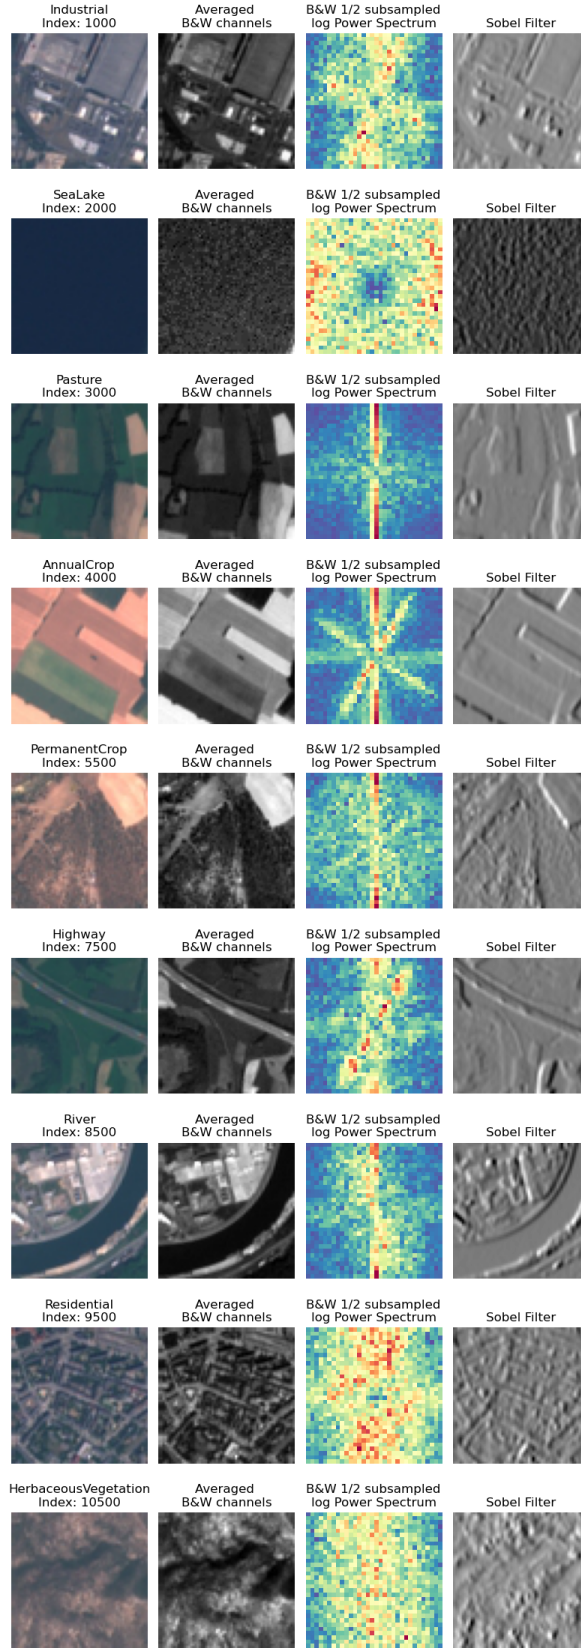 Industrial
Index: 1000
Averaged
B&W channels
B&W 1/2 subsampled
log Power Spectrum
Sobel Filter
SeaLake
Index: 2000
Averaged
B&W channels
B&W 1/2 subsampled
log Power Spectrum
Sobel Filter
Pasture
Index: 3000
Averaged
B&W channels
B&W 1/2 subsampled
log Power Spectrum
Sobel Filter
AnnualCrop
Index: 4000
Averaged
B&W channels
B&W 1/2 subsampled
log Power Spectrum
Sobel Filter
PermanentCrop
Index: 5500
Averaged
B&W channels
B&W 1/2 subsampled
log Power Spectrum
Sobel Filter
Highway
Index: 7500
Averaged
B&W channels
B&W 1/2 subsampled
log Power Spectrum
Sobel Filter
River
Index: 8500
Averaged
B&W channels
B&W 1/2 subsampled
log Power Spectrum
Sobel Filter
Residential
Index: 9500
Averaged
B&W channels
B&W 1/2 subsampled
log Power Spectrum
Sobel Filter
HerbaceousVegetation
Index: 10500
Averaged
B&W channels
B&W 1/2 subsampled
log Power Spectrum
Sobel Filter